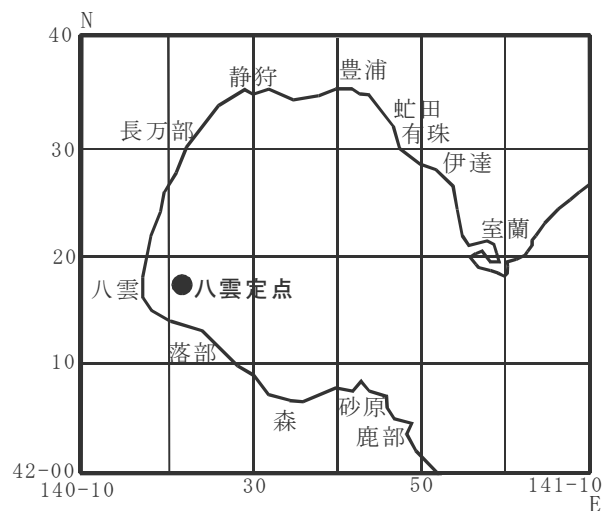 N
40
静狩
豊浦
虻田
有珠
長万部
30
伊達
室蘭
20
八雲
八雲定点
落部
10
砂原
森
鹿部
42-00
140-10
30
50
141-10
E